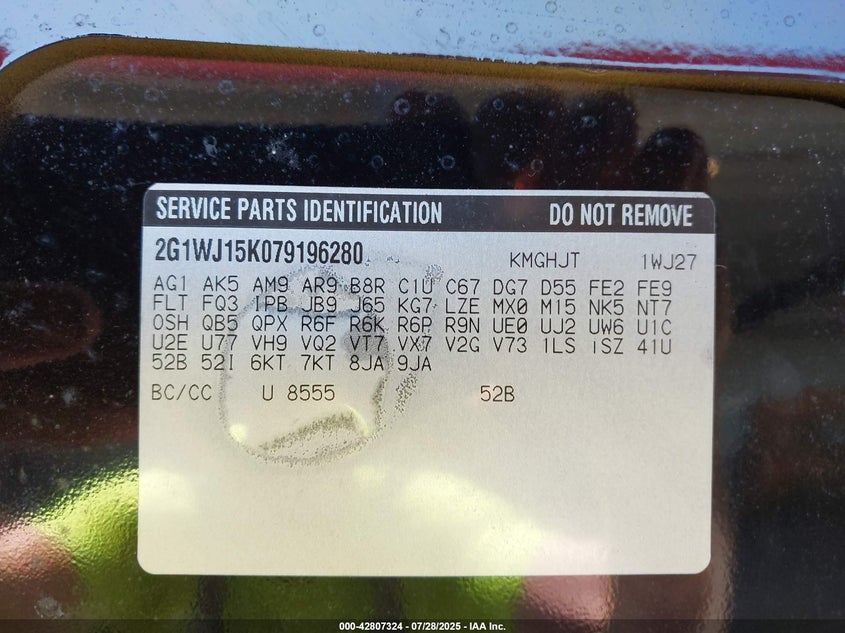 SERVICE PARTS IDENTIFICATION DO NOT REMOVE
2G1WJ15K079196280 KMGHJT 1WJ27
AG1 AK5 AM9 AR9 B8R C1U C67 DG7 D55 FE2 FE9
FLT FQ3 IPB JB9 J65 KG7 LZE MX0 M15 NK5 NT7
OSH QB5 QPX R6F R6K R6P R9N UE0 UJ2 UW6 U1C
U2E U77 VH9 VQ2 VT7 VX7 V2G V73 1LS 1SZ 41U
52B 52I 6KT 7KT 8JA 9JA
BC/CC U 8555 52B
000-42807324 - 07/28/2025 - IAA Inc.